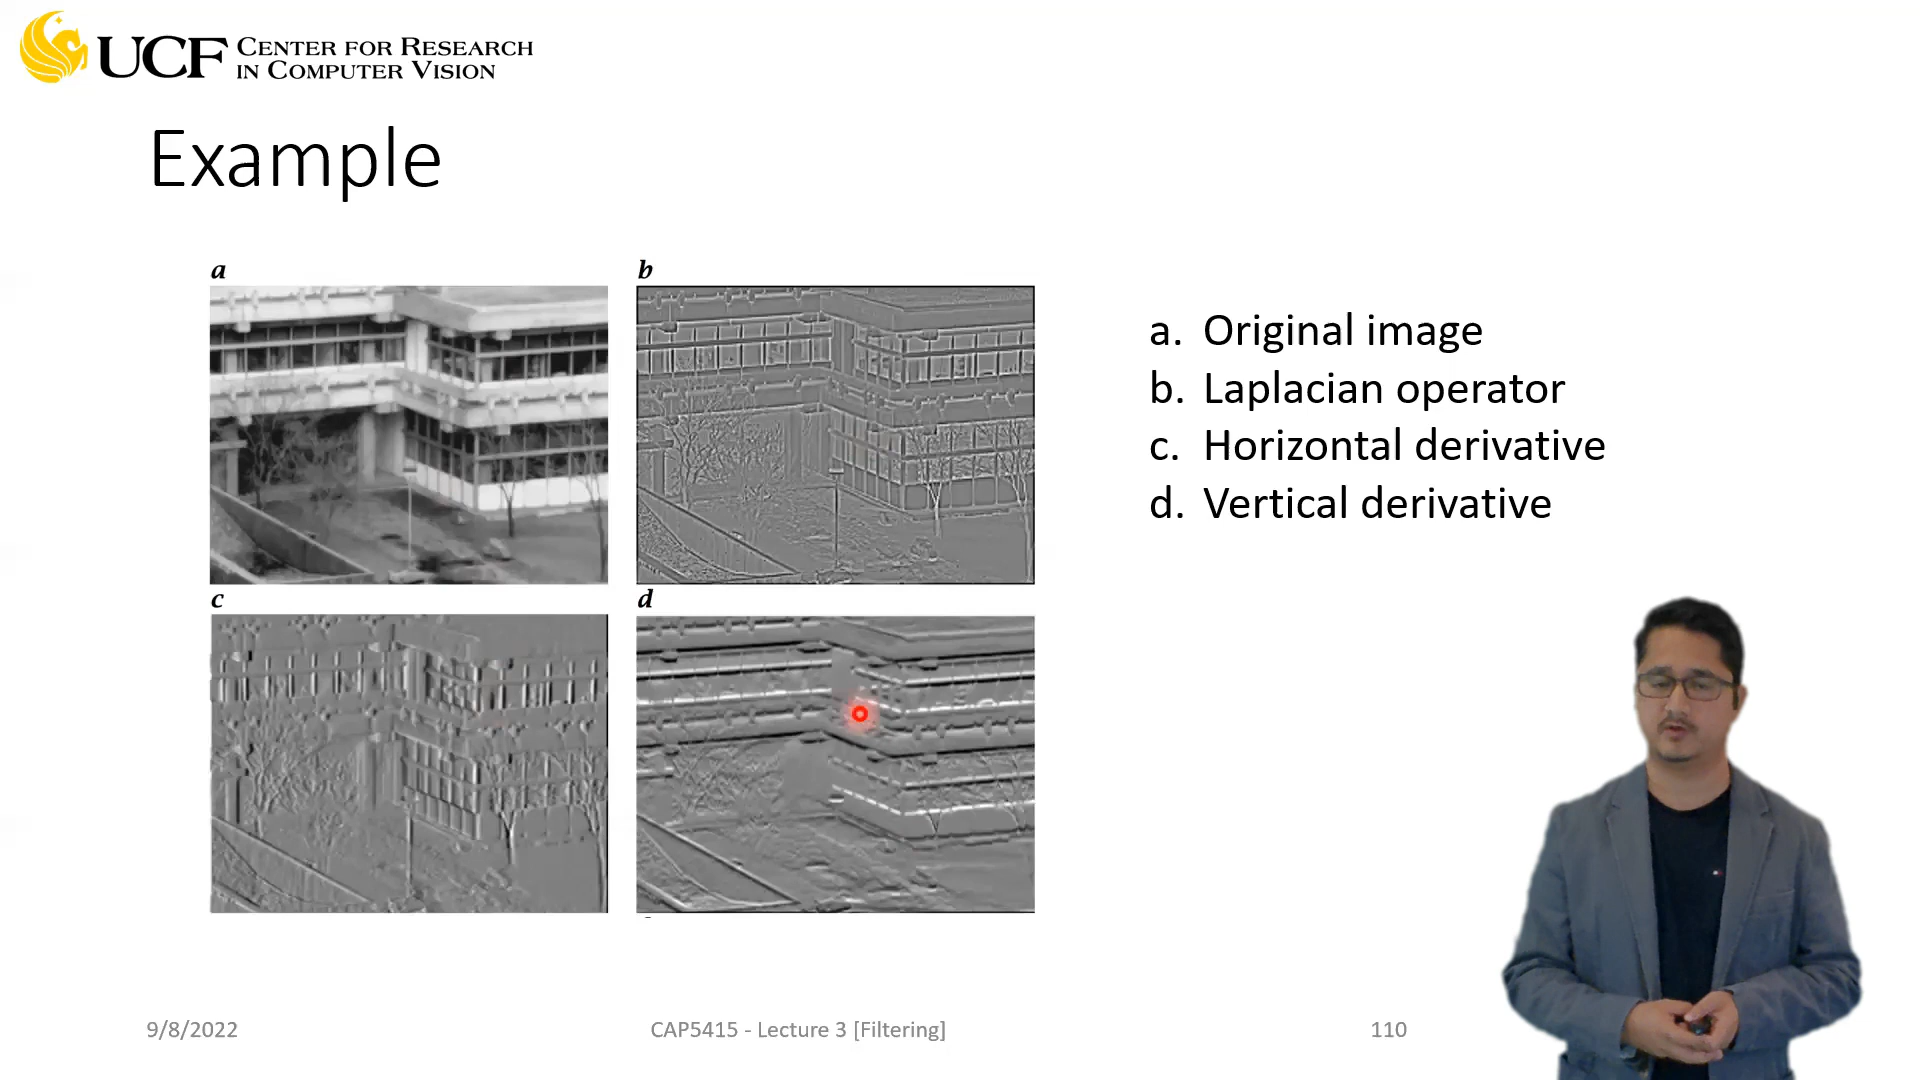 UCF CENTER FOR RESEARCH
IN COMPUTER VISION
Example
a
b
c
d
a. Original image
b. Laplacian operator
c. Horizontal derivative
d. Vertical derivative
9/8/2022
CAP5415 - Lecture 3 [Filtering]
110